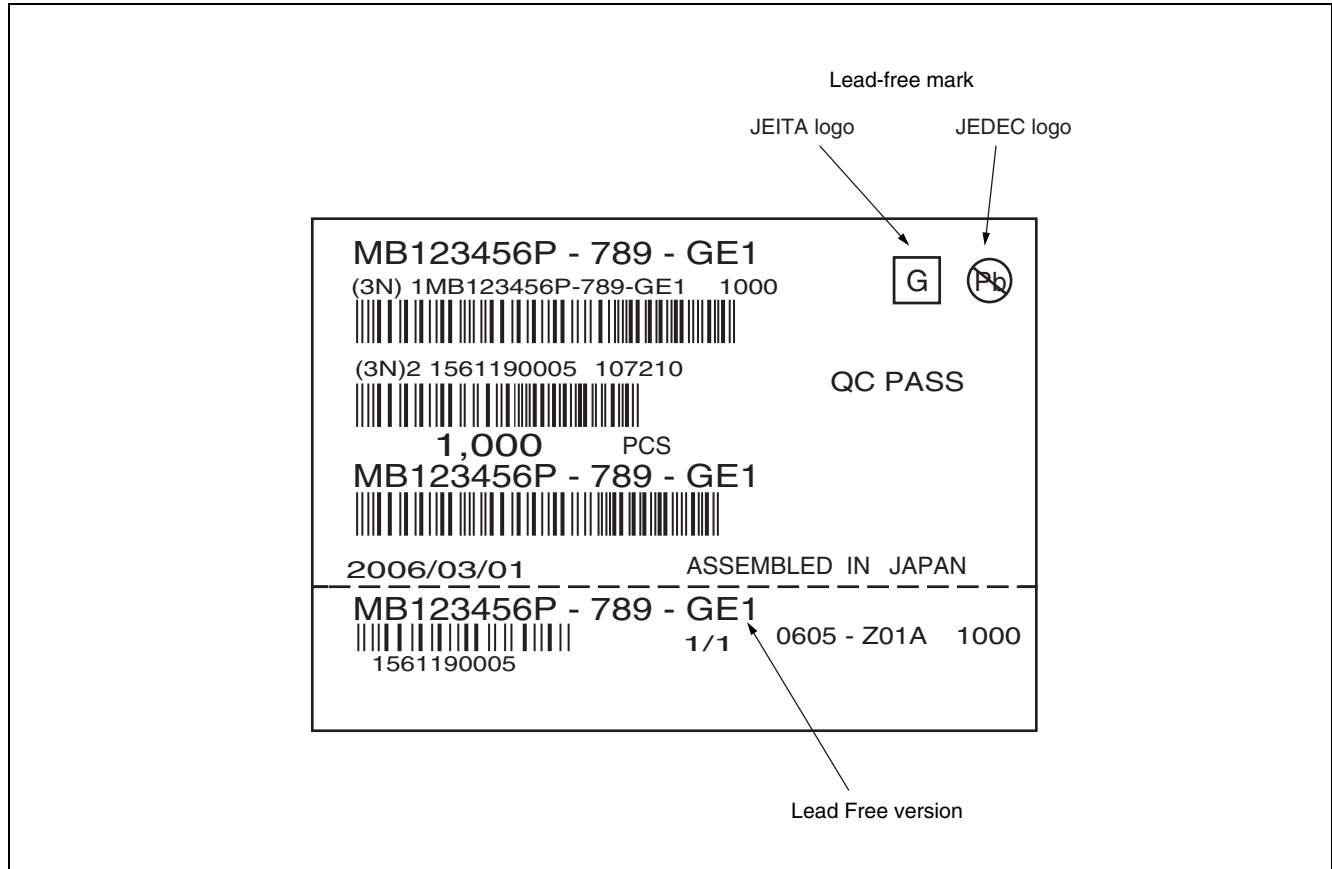 Lead-free mark
JEITA logo JEDEC logo
MB123456P - 789 - GE1
(3N) 1MB123456P-789-GE1 1000
G Pb
(3N)2 1561190005 107210
QC PASS
1,000 PCS
MB123456P - 789 - GE1
2006/03/01 ASSEMBLED IN JAPAN
MB123456P - 789 - GE1
1/1 0605 - Z01A 1000
1561190005
Lead Free version